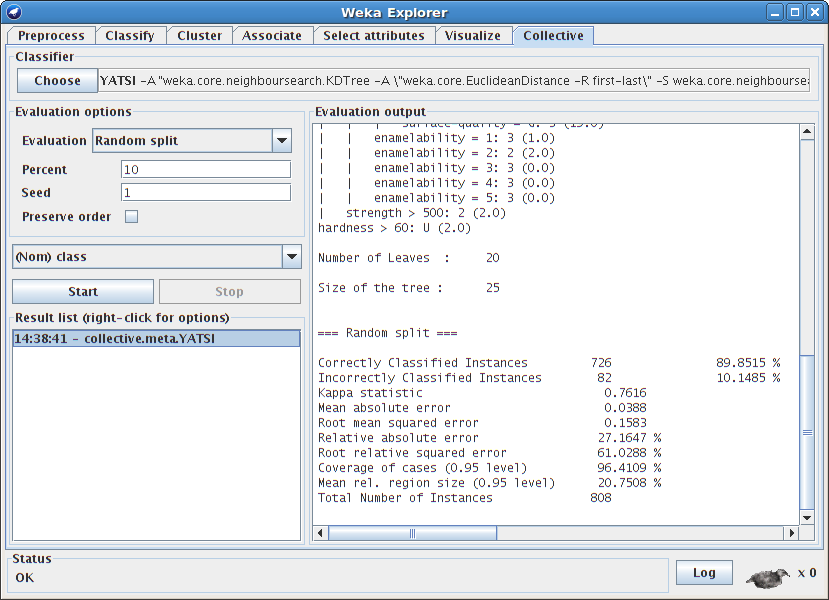 Weka Explorer
Preprocess Classify Cluster Associate Select attributes Visualize Collective
Classifier
Choose YATSI -A "weka.core.neighboursearch.KDTree -A \"weka.core.EuclideanDistance -R first-last\" -S weka.core.neighbourse
Evaluation options
Evaluation Random split
Percent 10
Seed 1
Preserve order
(Nom) class
Start Stop
Result list (right-click for options)
14:38:41 - collective.meta.YATSI
Evaluation output
| | | surface-quality = G: 3 (15.0)
| | enamelability = 1: 3 (1.0)
| | enamelability = 2: 2 (2.0)
| | enamelability = 3: 3 (0.0)
| | enamelability = 4: 3 (0.0)
| | enamelability = 5: 3 (0.0)
| strength > 500: 2 (2.0)
hardness > 60: U (2.0)
Number of Leaves : 20
Size of the tree : 25
=== Random split ===
Correctly Classified Instances 726 89.8515 %
Incorrectly Classified Instances 82 10.1485 %
Kappa statistic 0.7616
Mean absolute error 0.0388
Root mean squared error 0.1583
Relative absolute error 27.1647 %
Root relative squared error 61.0288 %
Coverage of cases (0.95 level) 96.4109 %
Mean rel. region size (0.95 level) 20.7508 %
Total Number of Instances 808
Status
OK
Log x 0